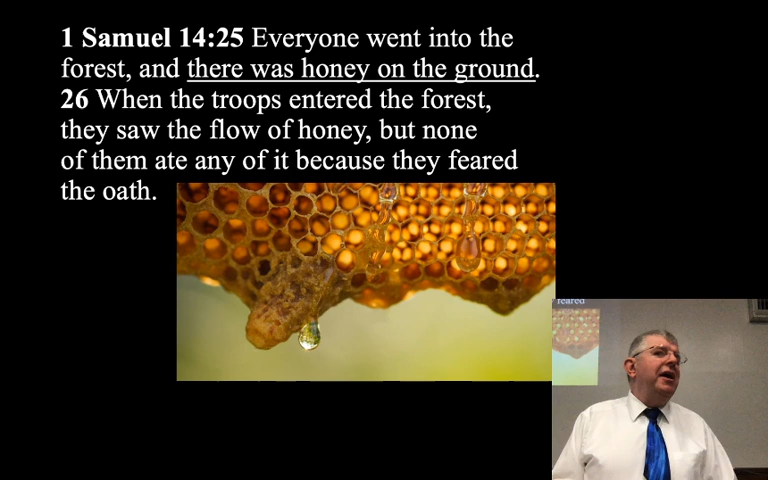 1 Samuel 14:25 Everyone went into the
forest, and there was honey on the ground.
26 When the troops entered the forest,
they saw the flow of honey, but none
of them ate any of it because they feared
the oath.
feared